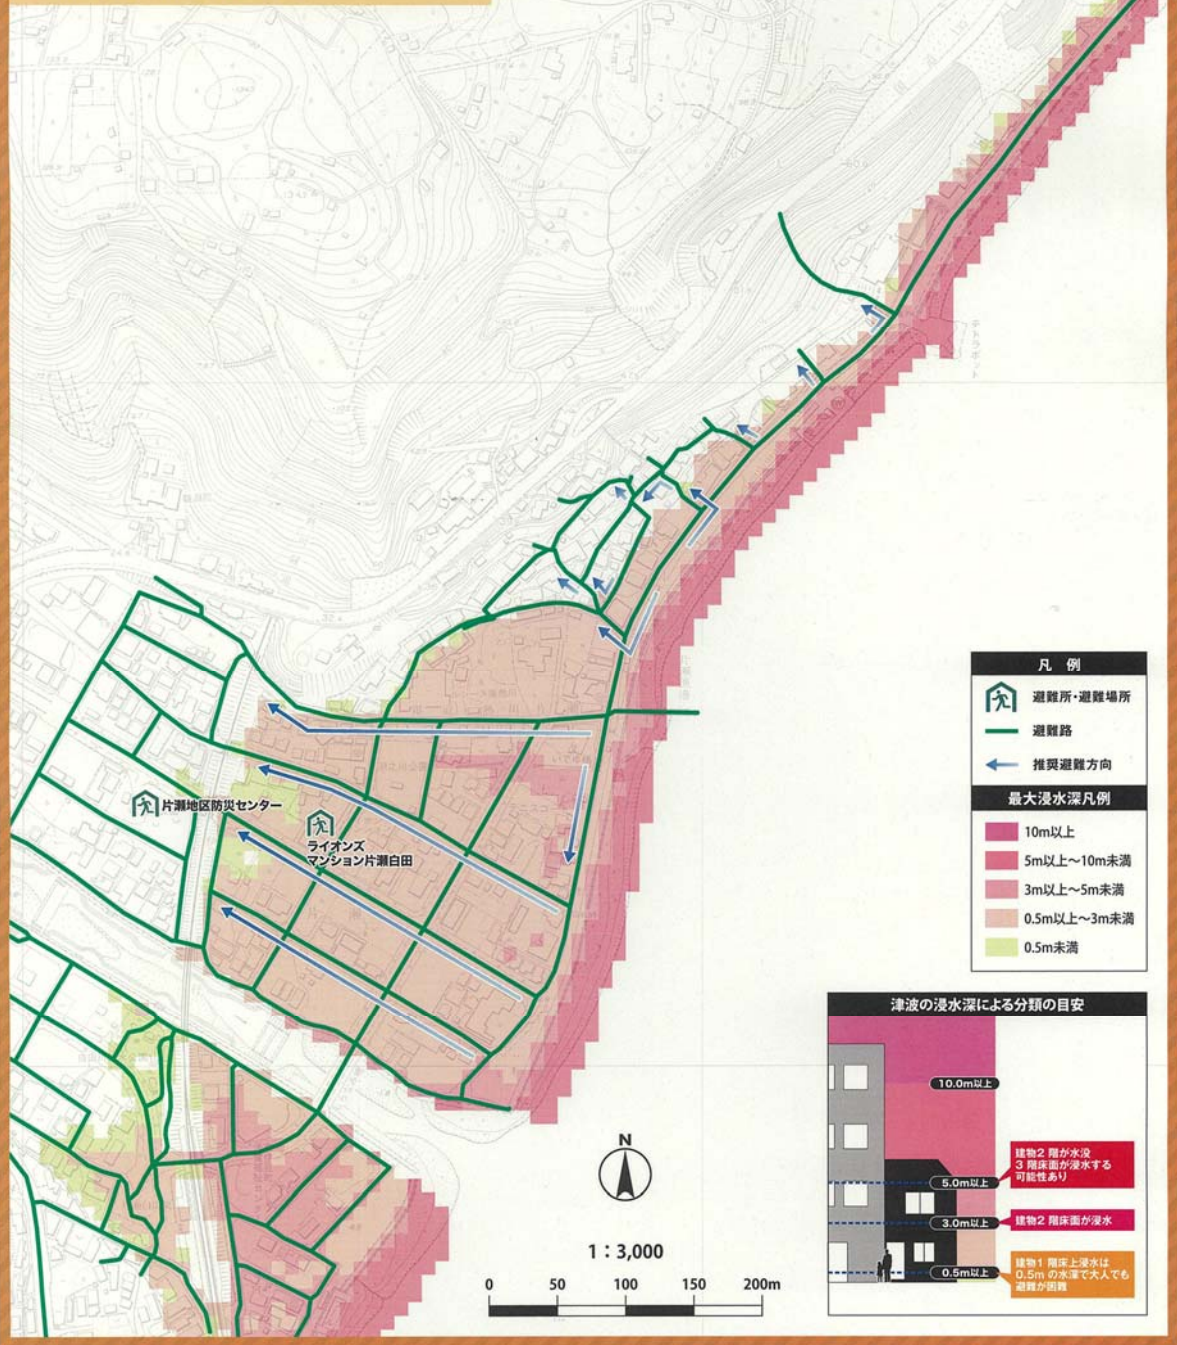 片瀬地区防災センター
ライオンズ
マンション片瀬白田
凡 例
避難所・避難場所
避難路
推奨避難方向
最大浸水深凡例
10m以上
5m以上～10m未満
3m以上～5m未満
0.5m以上～3m未満
0.5m未満
津波の浸水深による分類の目安
10.0m以上
建物2 階が水没
3 階床面が浸水する
可能性あり
5.0m以上
3.0m以上
建物2 階床面が浸水
0.5m以上
建物1 階床上浸水は
0.5m の水深で大人でも
避難が困難
N
1：3,000
0 50 100 150 200m